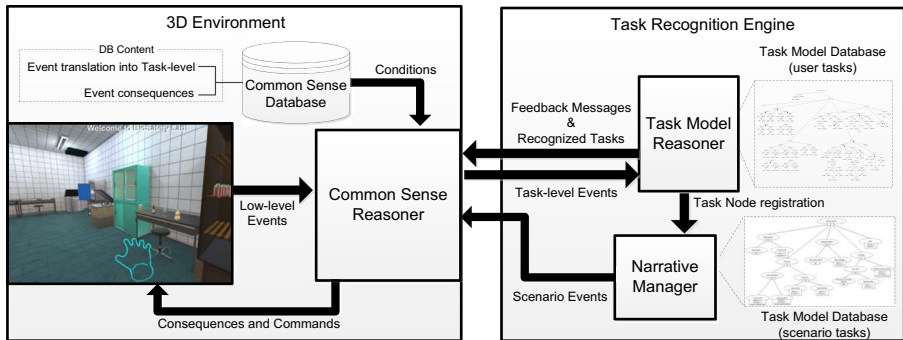 3D Environment
DB Content
Event translation into Task-level
Event consequences
Common Sense
Database
Conditions
Welcome to
Low-level
Events
Common Sense
Reasoner
Consequences and Commands
Task Recognition Engine
Task Model Database
(user tasks)
Feedback Messages
&
Recognized Tasks
Task Model
Reasoner
Task-level Events
Task Node registration
Narrative
Manager
Scenario Events
Task Model Database
(scenario tasks)